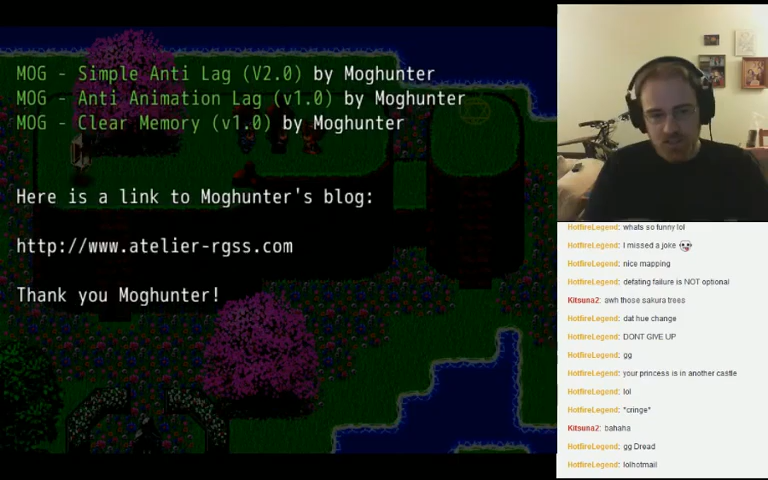 MOG - Simple Anti Lag (V2.0) by Moghunter
MOG - Anti Animation Lag (v1.0) by Moghunter
MOG - Clear Memory (v1.0) by Moghunter
Here is a link to Moghunter's blog:
http://www.atelier-rgss.com
Thank you Moghunter!
HotfireLegend: whats so funny lol
HotfireLegend: I missed a joke
HotfireLegend: nice mapping
HotfireLegend: defating failure is NOT optional
Kitsuna2: awh those sakura trees
HotfireLegend: dat hue change
HotfireLegend: DONT GIVE UP
HotfireLegend: gg
HotfireLegend: your princess is in another castle
HotfireLegend: lol
HotfireLegend: *cringe*
Kitsuna2: bahaha
HotfireLegend: gg Dread
HotfireLegend: lolhotmail